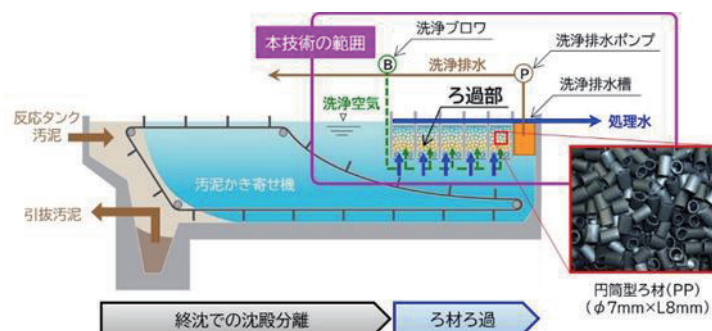 本技術の範囲
洗浄ブロワ
B
洗浄排水ポンプ
P
洗浄排水
洗浄排水槽
洗浄空気
ろ過部
処理水
反応タンク
汚泥
汚泥かき寄せ機
引抜汚泥
円筒型ろ材(PP)
(φ7mm×L8mm)
終沈での沈殿分離
ろ材ろ過